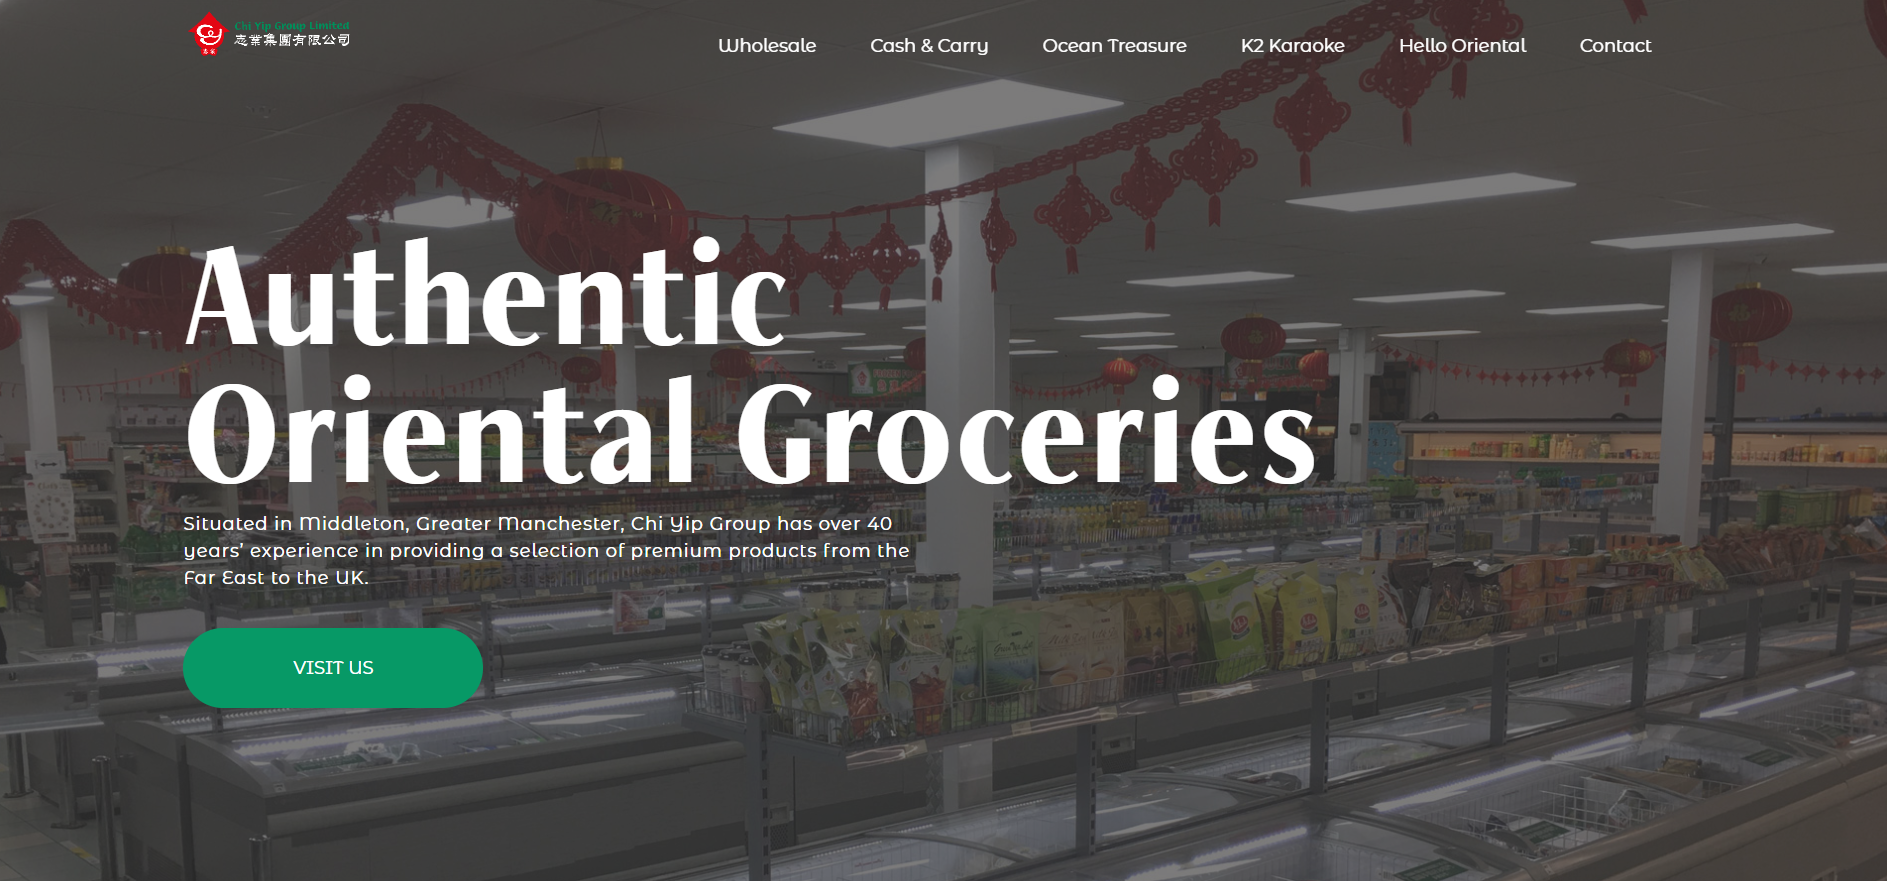 Chi Yip Group Limited
志業集團有限公司
Wholesale
Cash & Carry
Ocean Treasure
K2 Karaoke
Hello Oriental
Contact
Authentic
Oriental Groceries
Situated in Middleton, Greater Manchester, Chi Yip Group has over 40
years’ experience in providing a selection of premium products from the
Far East to the UK.
VISIT US